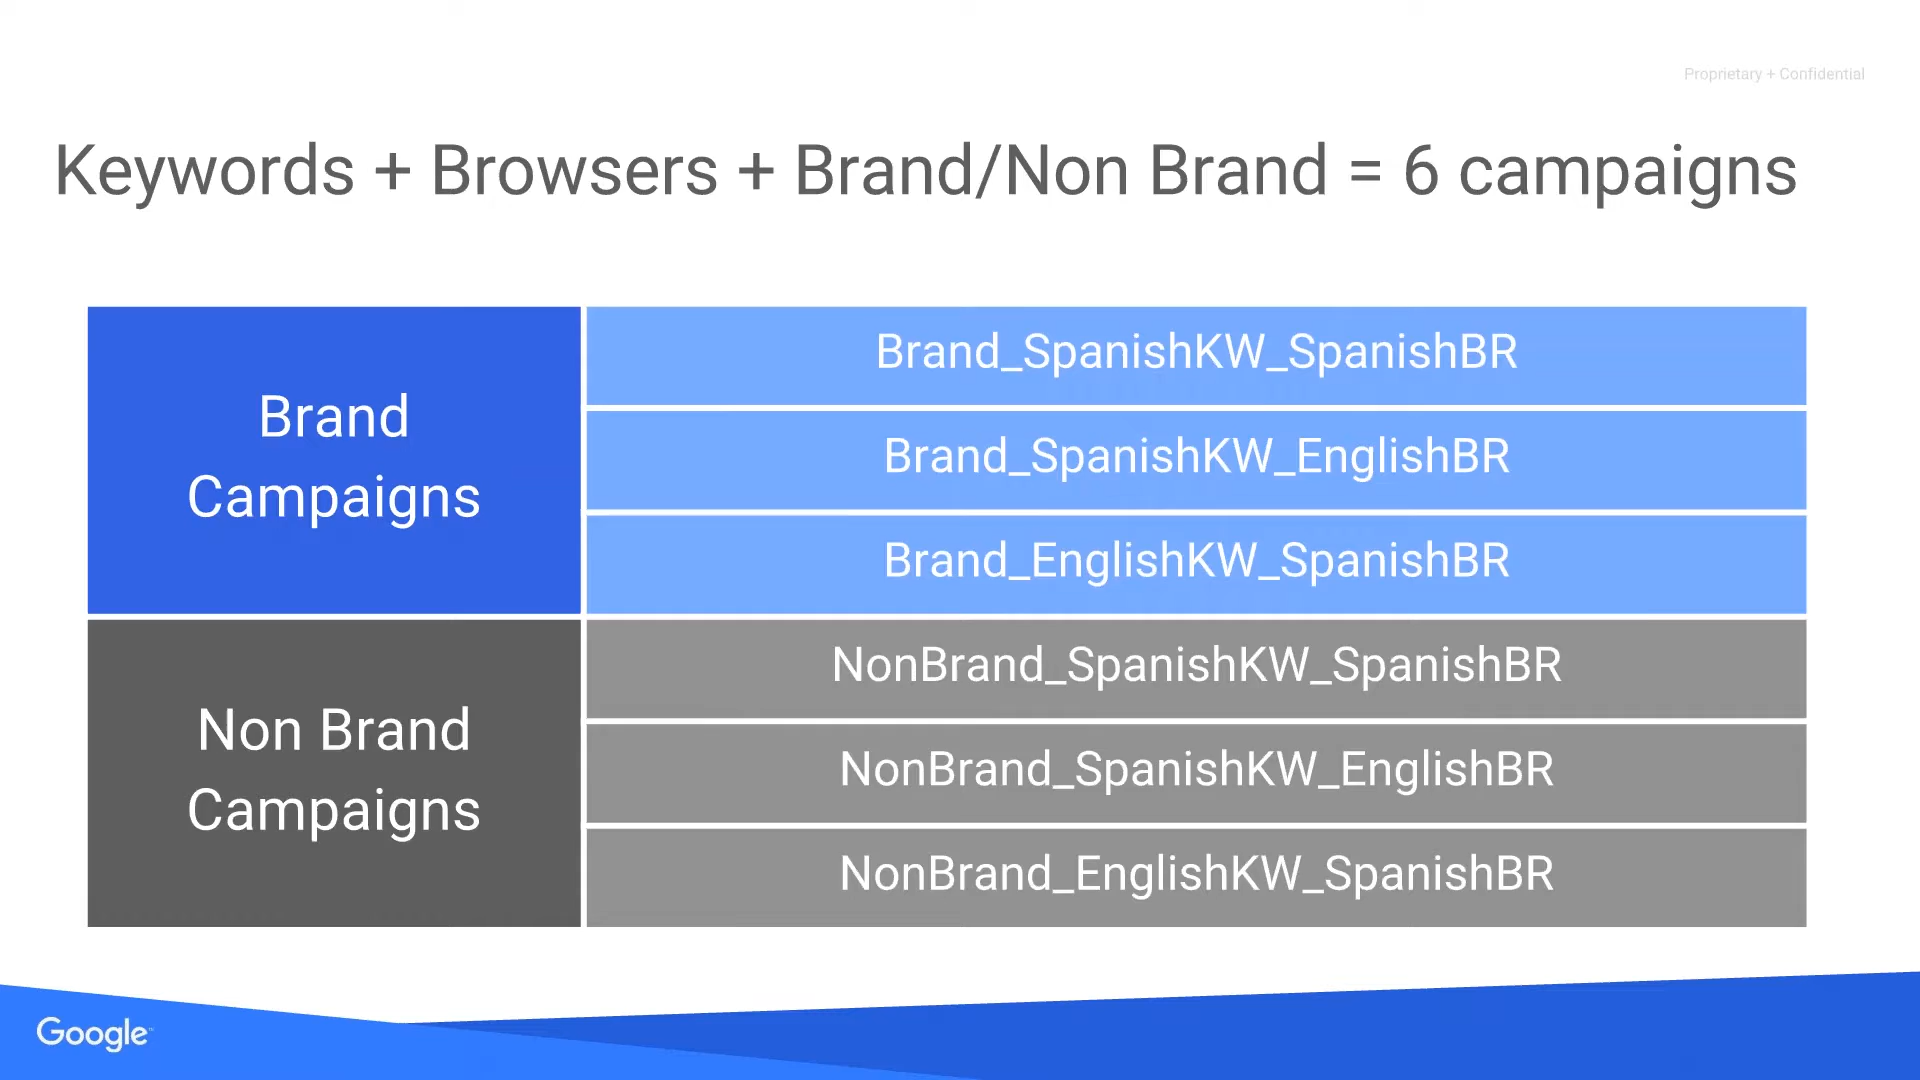 Proprietary + Confidential
Keywords + Browsers + Brand/Non Brand = 6 campaigns
Brand
Campaigns
Brand_SpanishKW_SpanishBR
Brand_SpanishKW_EnglishBR
Brand_EnglishKW_SpanishBR
Non Brand
Campaigns
NonBrand_SpanishKW_SpanishBR
NonBrand_SpanishKW_EnglishBR
NonBrand_EnglishKW_SpanishBR
Google